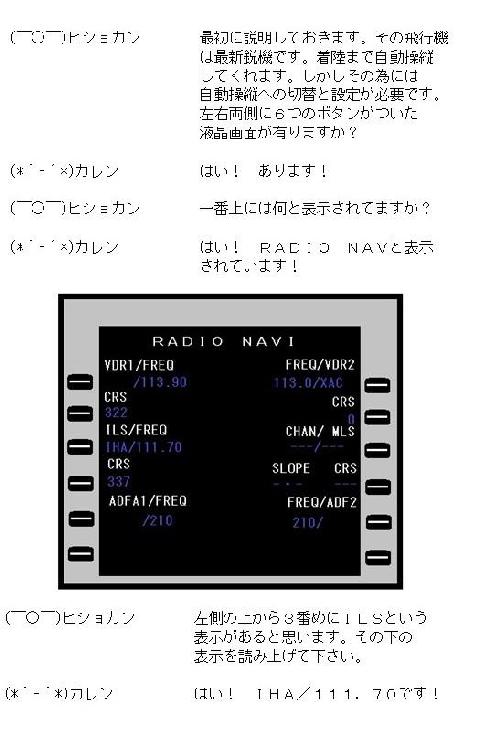 (￣○￣)ヒショカン 最初に説明しておきます。その飛行機
は最新鋭機です。着陸まで自動操縦
してくれます。しかしその為には
自動操縦への切替と設定が必要です。
左右両側に６つのボタンがついた
液晶画面が有りますか？
(*´-`*)カレン はい！　あります！
(￣○￣)ヒショカン 一番上には何と表示されてますか？
(*´-`*)カレン はい！　ＲＡＤＩＯ　ＮＡＶと表示
されています！
RADIO NAVI
VDR1/FREQ FREQ/VDR2
/113.90 113.0/XAC
CRS CRS
322 0
ILS/FREQ CHAN/ MLS
IHA/111.70 ---/---
CRS SLOPE CRS
337 -.- ---
ADFA1/FREQ FREQ/ADF2
/210 210/
(￣○￣)ヒショカン 左側の上から３番めにＩＬＳという
表示があると思います。その下の
表示を読み上げて下さい。
(*´-`*)カレン はい！　ＩＨＡ／１１１．７０です！